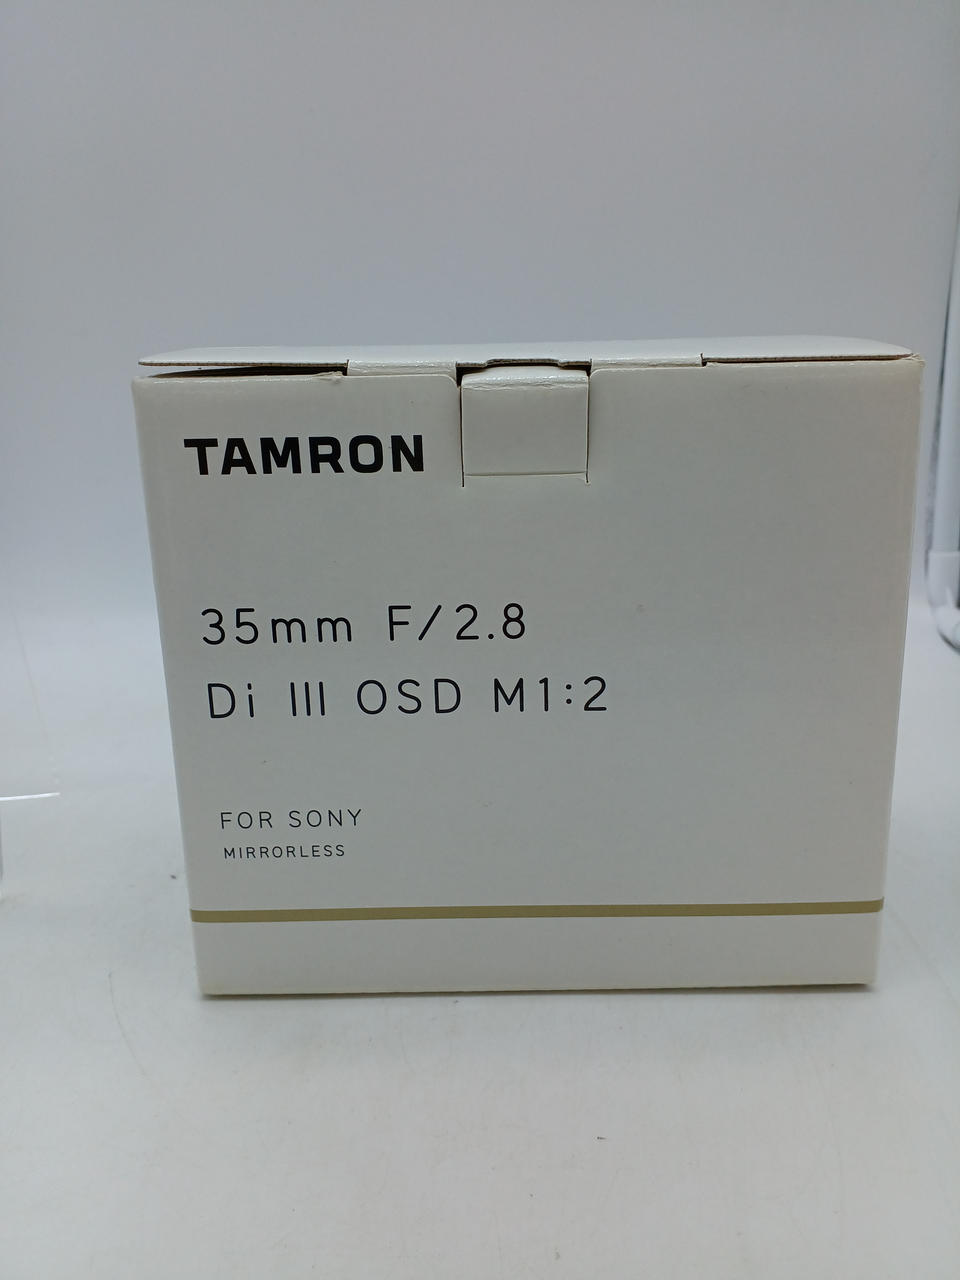 TAMRON
35mm F/2.8
Di III OSD M1:2
FOR SONY
MIRRORLESS